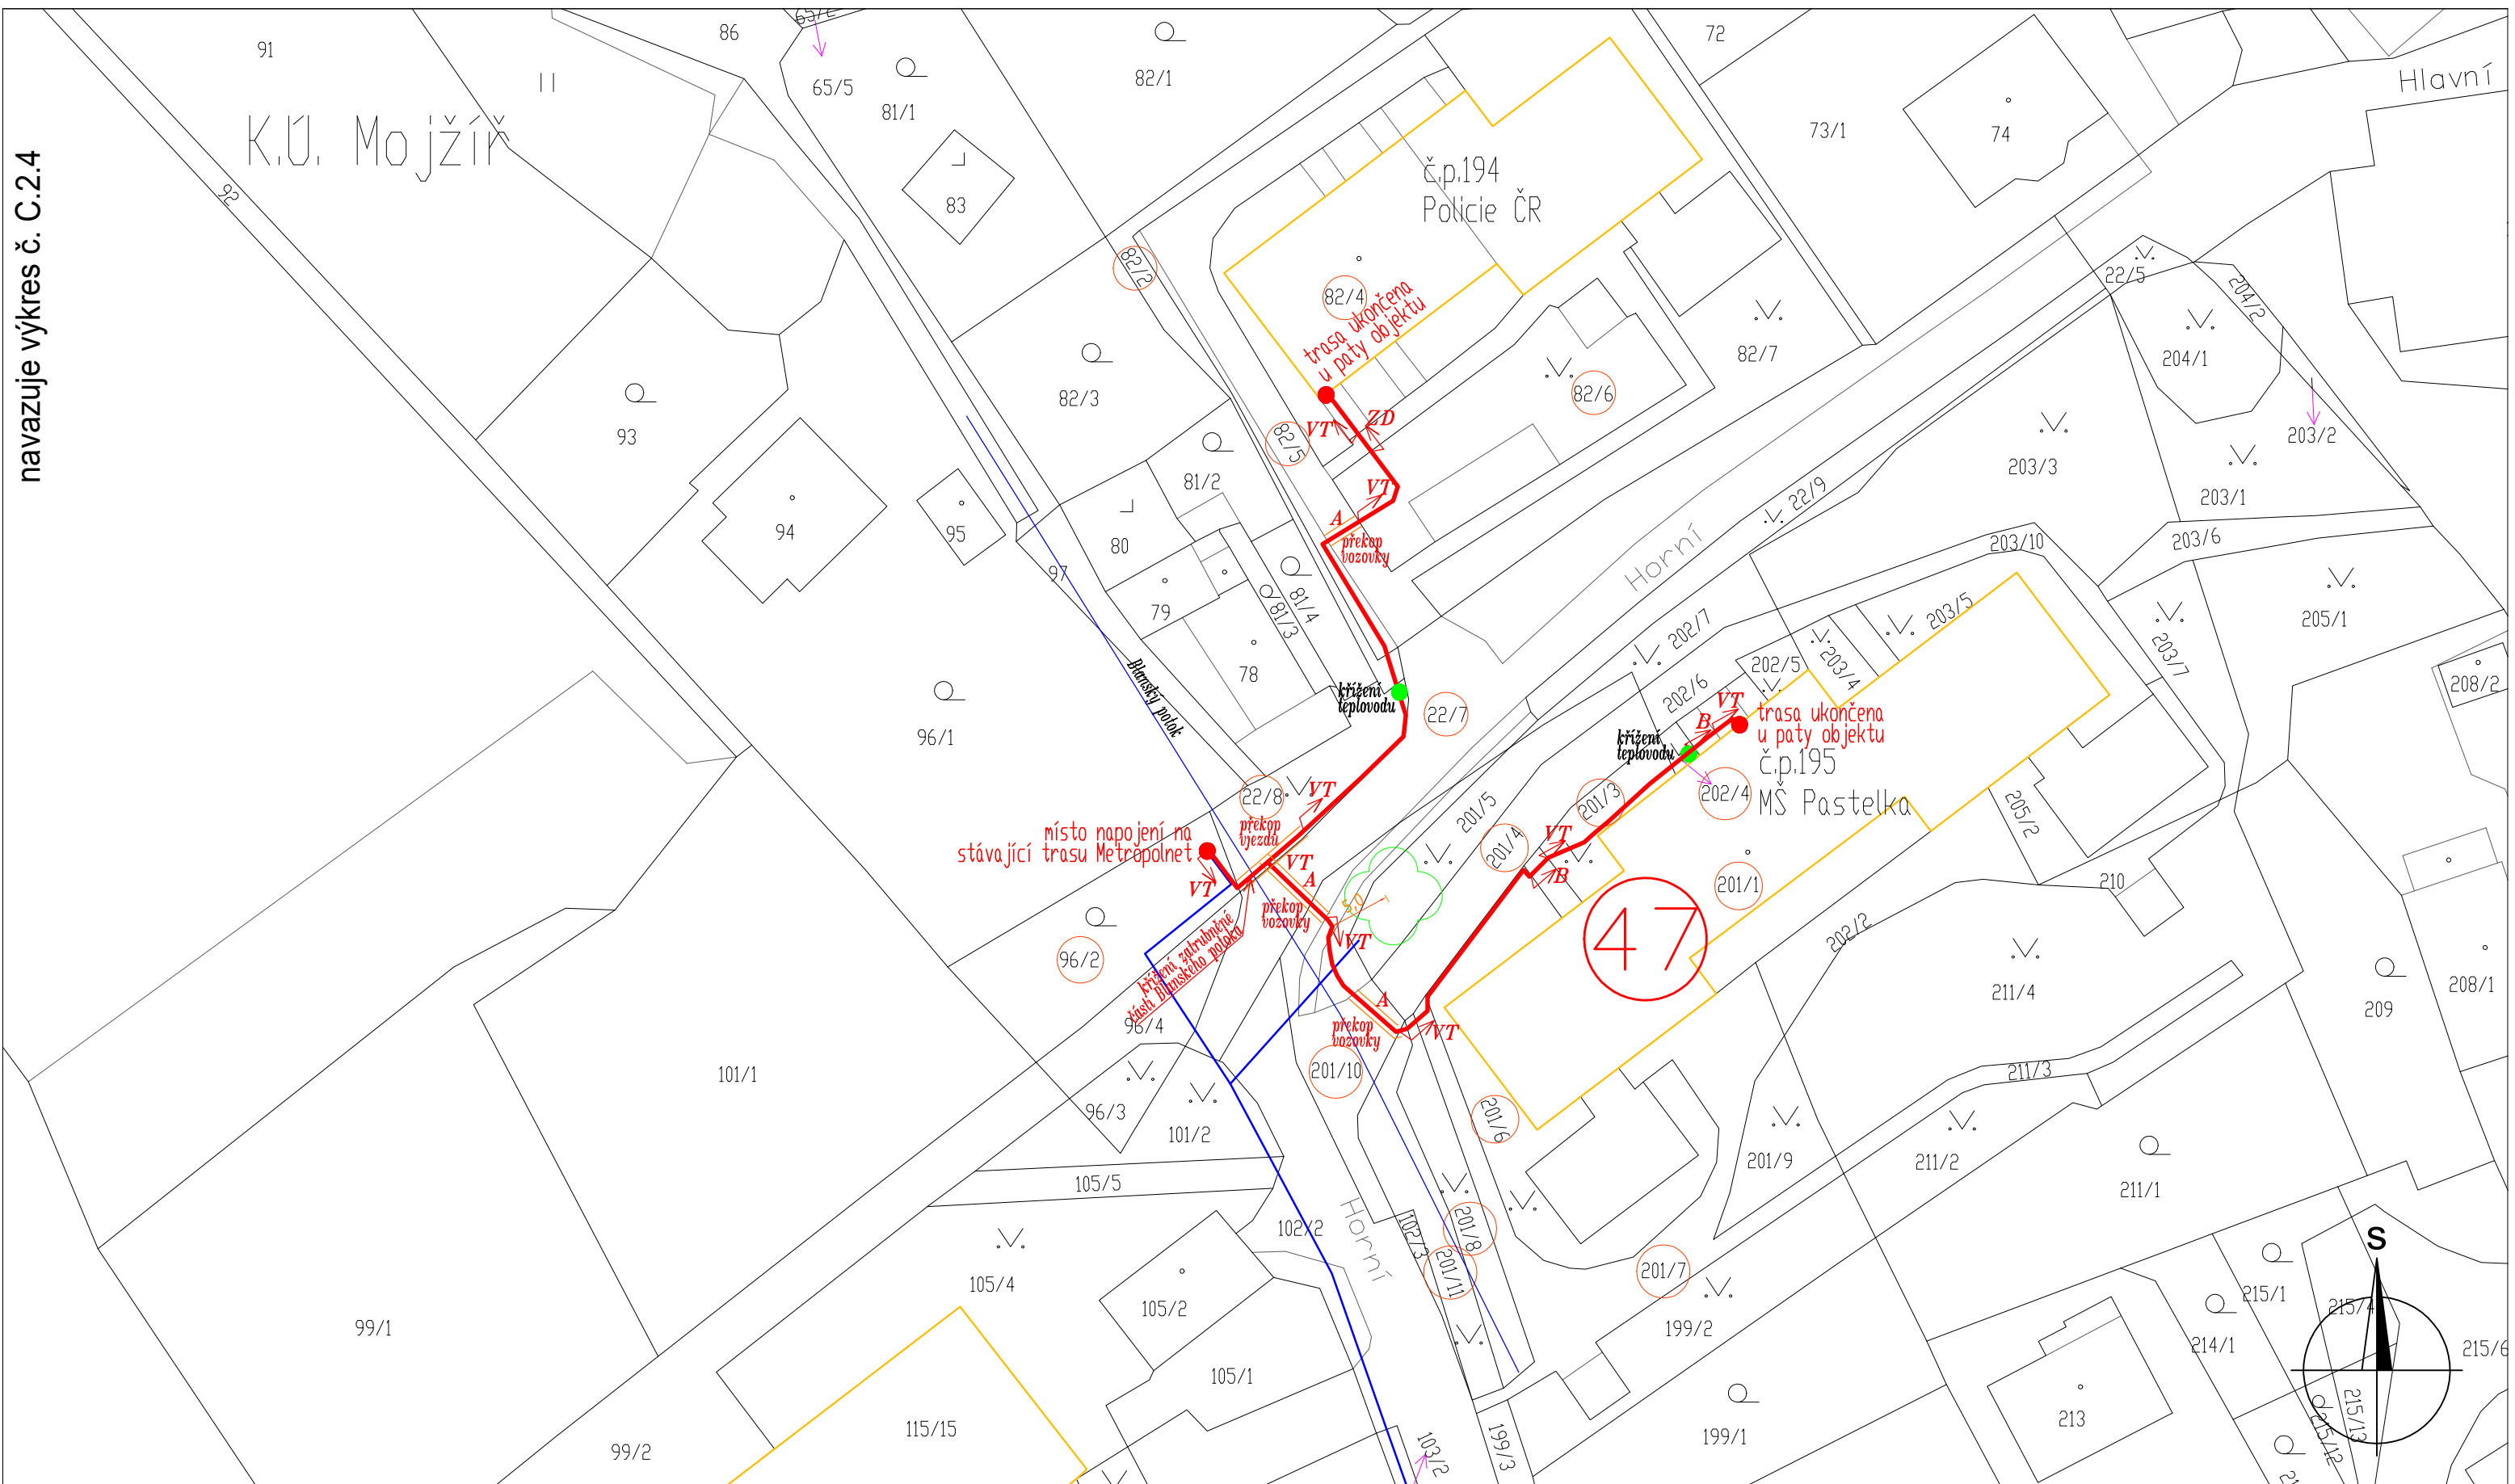 navazuje výkres č. C.2.4
K.Ú. Mojžíř
91
86
65/5
81/1
82/1
72
Hlavní
92
83
73/1
74
č.p.194
Policie ČR
82/2
82/4
trasa ukončena
u paty objektu
22/5
204/2
204/1
82/3
82/7
82/6
93
82/5
VT
ZD
203/2
203/3
203/1
81/2
VT
22/9
A
překop
vozovky
94
95
80
97
Horní
203/10
203/6
79
81/3
81/4
202/7
203/5
205/1
203/7
203/4
202/5
78
Blanský potok
křížení
teplovodu
202/6
208/2
22/7
VT
B
trasa ukončena
u paty objektu
96/1
křížení
teplovodu
č.p.195
MŠ Pastelka
22/8
VT
202/4
201/3
201/5
205/2
překop
vjezdu
místo napojení na
stávající trasu Metropolnet
201/4
VT
B
VT
VT
A
201/1
210
5,0
překop
vozovky
47
202/2
VT
křížení zatrubněné
části Blanského potoka
96/2
96/4
211/4
209
208/1
A
překop
vozovky
VT
201/10
101/1
211/3
96/3
101/2
201/6
201/9
211/2
211/1
105/5
Horní
102/2
102/3
201/8
201/11
201/7
S
105/4
105/2
215/1
215/4
214/1
215/6
99/1
199/2
105/1
115/15
99/2
103/2
199/3
199/1
213
215/12
215/13